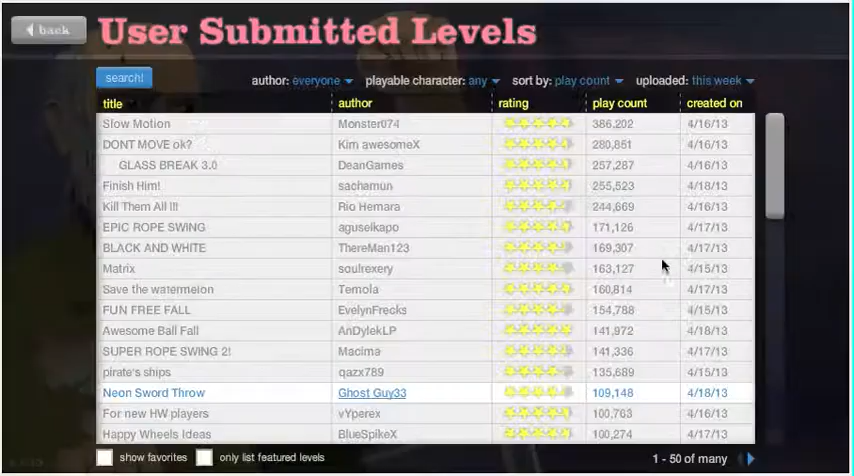 back
User Submitted Levels
search!
author: everyone playable character: any sort by: play count uploaded: this week
title author rating play count created on
Slow Motion Monster074 386,202 4/16/13
DONT MOVE ok? Kim awesomeX 280,851 4/16/13
GLASS BREAK 3.0 DeanGames 257,287 4/16/13
Finish Him! sachamun 255,523 4/18/13
Kill Them All !!! Rio Hemara 244,669 4/16/13
EPIC ROPE SWING aguselkapo 171,126 4/17/13
BLACK AND WHITE ThereMan123 169,307 4/17/13
Matrix soulrexery 163,127 4/15/13
Save the watermelon Temola 160,814 4/17/13
FUN FREE FALL EvelynFrecks 154,788 4/15/13
Awesome Ball Fall AnDylekLP 141,972 4/18/13
SUPER ROPE SWING 2! Macima 141,336 4/17/13
pirate's ships qazx789 135,689 4/15/13
Neon Sword Throw Ghost Guy33 109,148 4/18/13
For new HW players vYperex 100,763 4/16/13
Happy Wheels Ideas BlueSpikeX 100,274 4/17/13
show favorites only list featured levels 1 - 50 of many